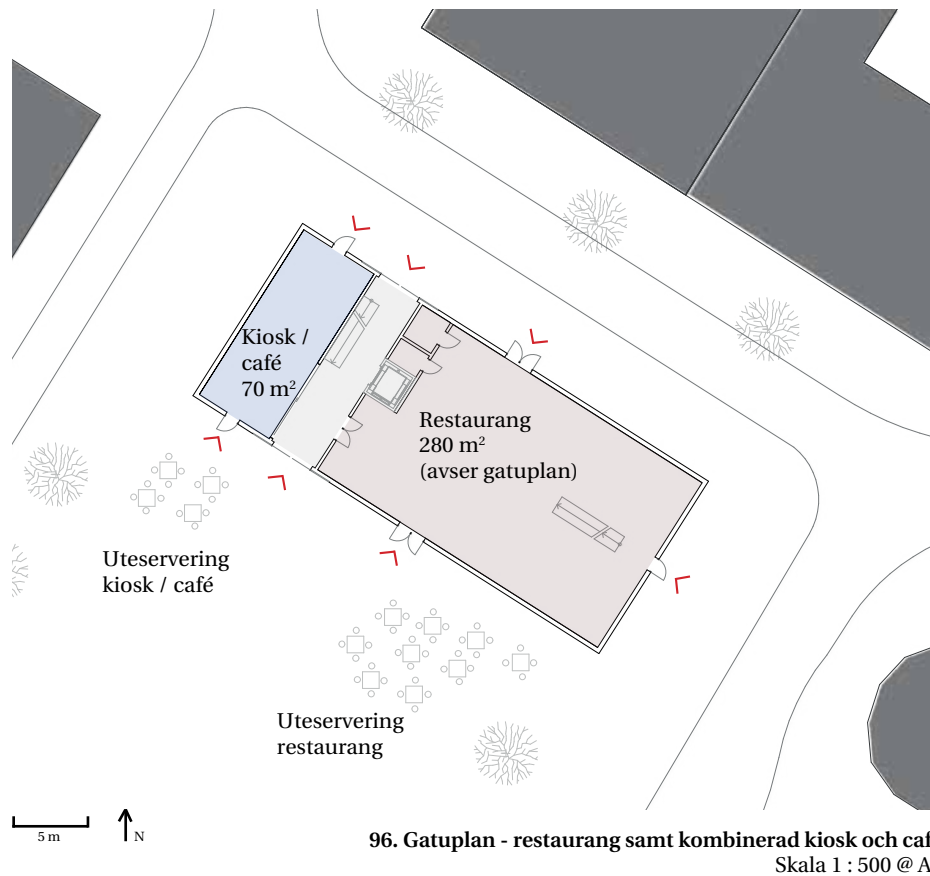 Kiosk /
café
70 m²
Restaurang
280 m²
(avser gatuplan)
Uteservering
kiosk / café
Uteservering
restaurang
5 m
N
96. Gatuplan - restaurang samt kombinerad kiosk och caf
Skala 1 : 500 @ A